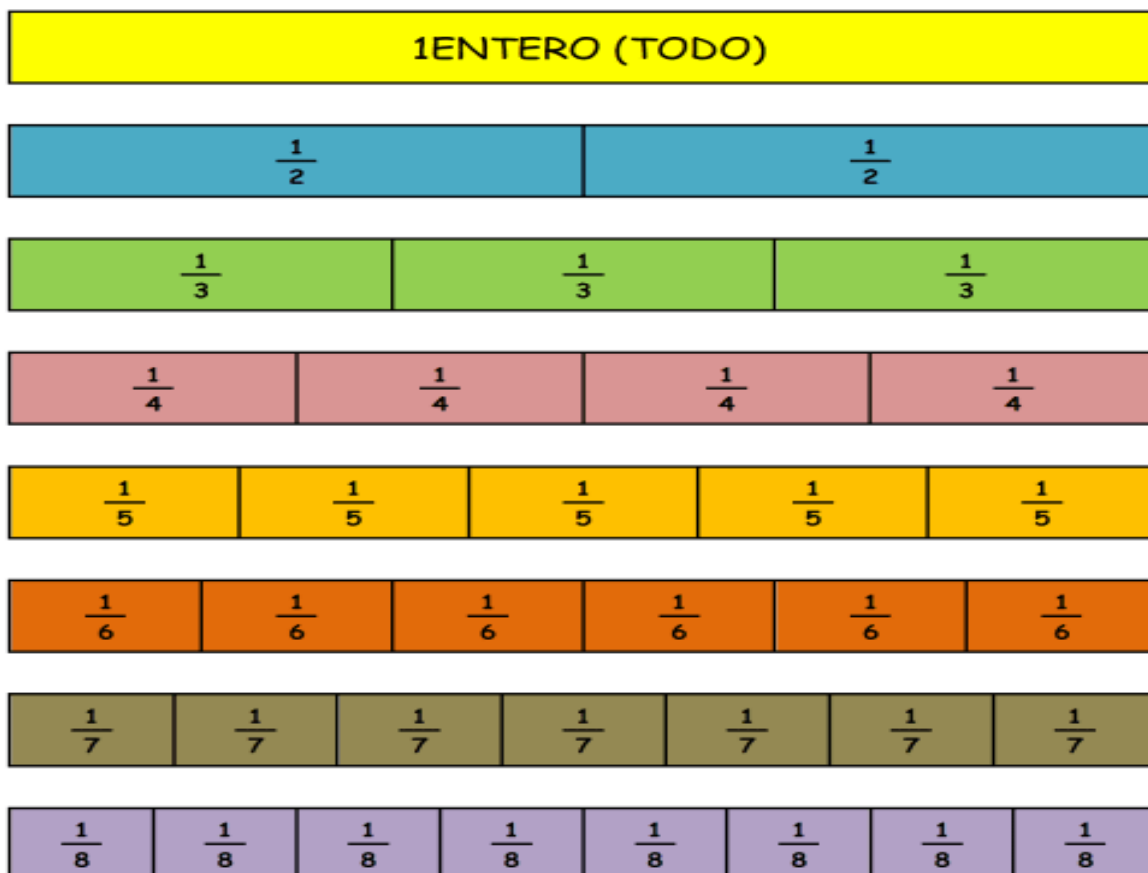 1ENTERO (TODO)
1/2 1/2
1/3 1/3 1/3
1/4 1/4 1/4 1/4
1/5 1/5 1/5 1/5 1/5
1/6 1/6 1/6 1/6 1/6 1/6
1/7 1/7 1/7 1/7 1/7 1/7 1/7
1/8 1/8 1/8 1/8 1/8 1/8 1/8 1/8